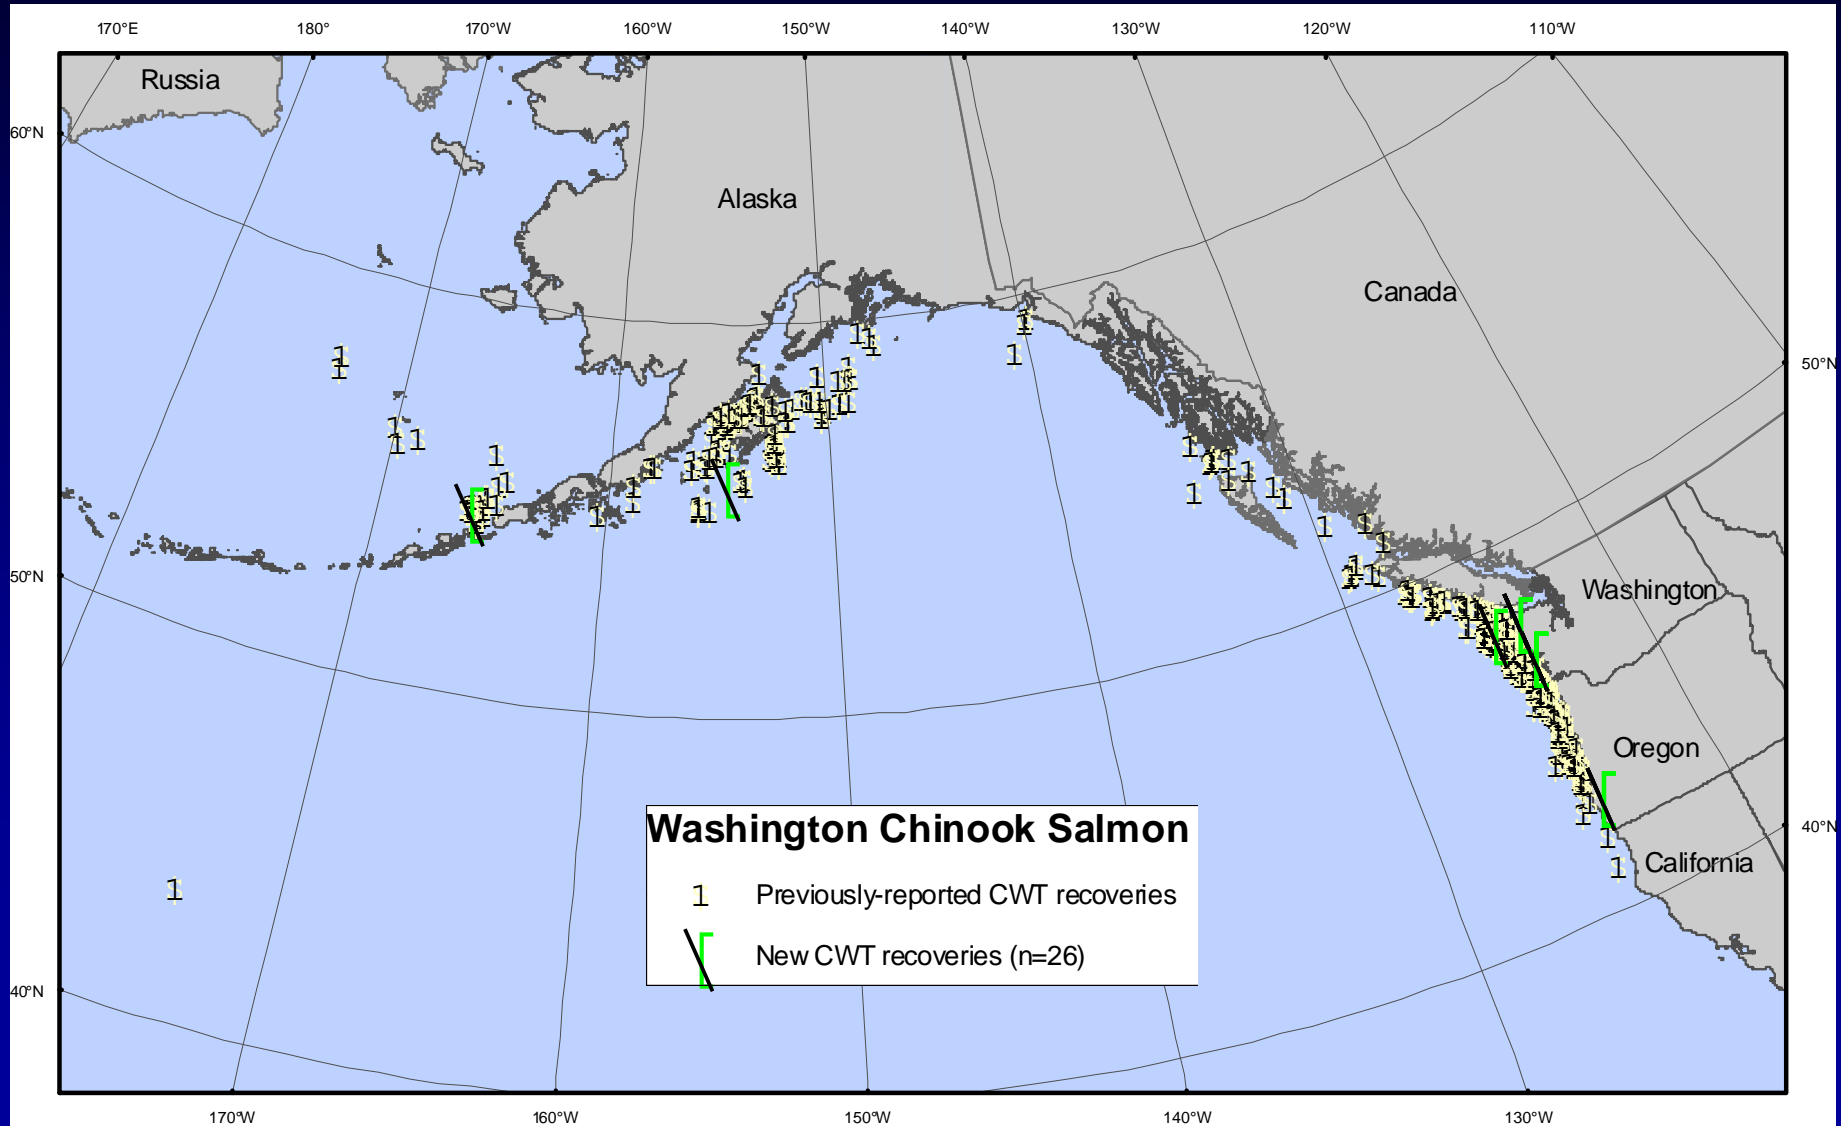 170°E 180° 170°W 160°W 150°W 140°W 130°W 120°W 110°W
Russia
60°N
Alaska
Canada
50°N
50°N
Washington
Oregon
40°N
California
Washington Chinook Salmon
1 Previously-reported CWT recoveries
New CWT recoveries (n=26)
40°N
170°W 160°W 150°W 140°W 130°W